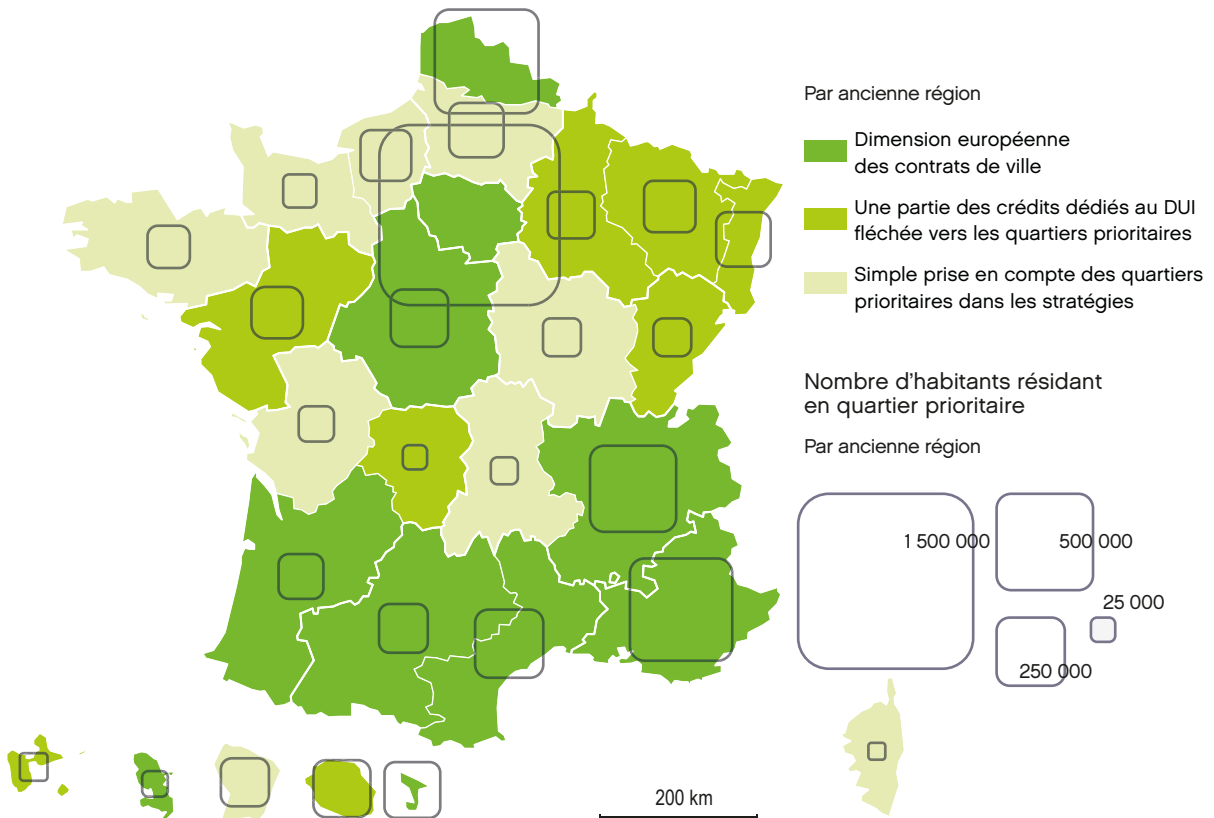 Par ancienne région
Dimension européenne
des contrats de ville
Une partie des crédits dédiés au DUI
fléchée vers les quartiers prioritaires
Simple prise en compte des quartiers
prioritaires dans les stratégies
Nombre d’habitants résidant
en quartier prioritaire
Par ancienne région
1 500 000
500 000
25 000
250 000
200 km